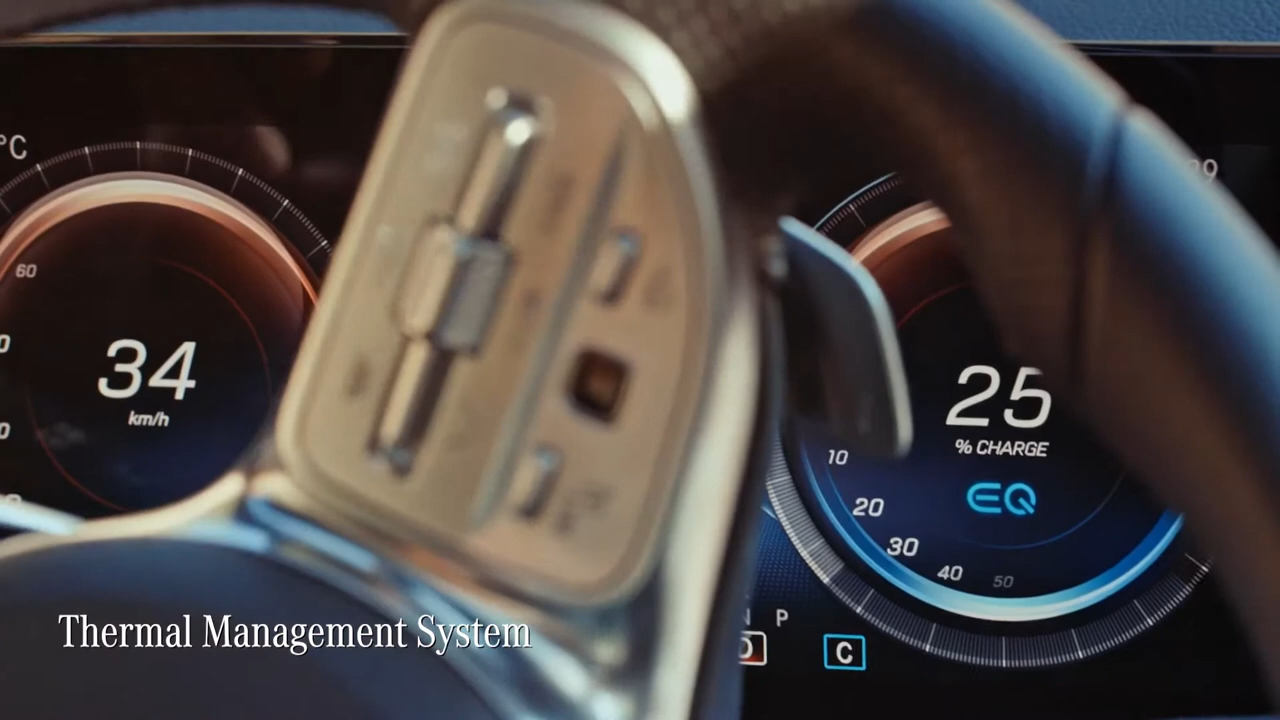 °C
60
34
km/h
25
% CHARGE
EQ
10
20
30
40
50
P
D
C
Thermal Management System